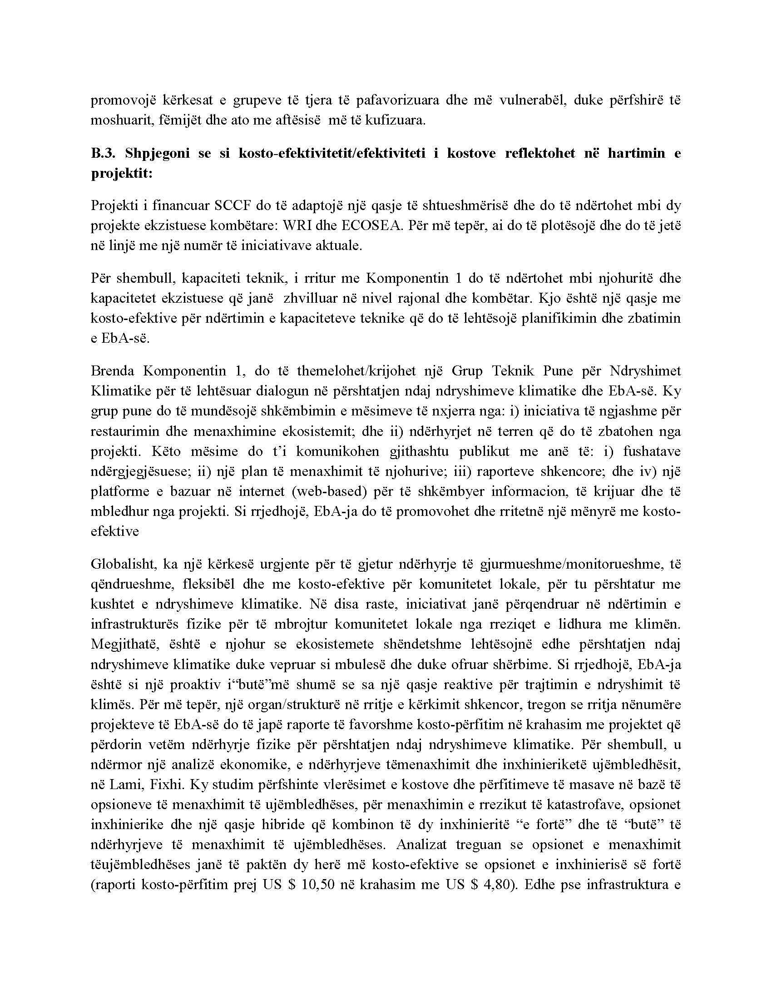 promovojë kërkesat e grupeve të tjera të pafavorizuara dhe më vulnerabël, duke përfshirë të
moshuarit, fëmijët dhe ato me aftësisë  më të kufizuara.
B.3. Shpjegoni se si kosto-efektivitetit/efektiviteti i kostove reflektohet në hartimin e
projektit:
Projekti i financuar SCCF do të adaptojë një qasje të shtueshmërisë dhe do të ndërtohet mbi dy
projekte ekzistuese kombëtare: WRI dhe ECOSEA. Për më tepër, ai do të plotësojë dhe do të jetë
në linjë me një numër të iniciativave aktuale.
Për shembull, kapaciteti teknik, i rritur me Komponentin 1 do të ndërtohet mbi njohuritë dhe
kapacitetet ekzistuese që janë  zhvilluar në nivel rajonal dhe kombëtar. Kjo është një qasje me
kosto-efektive për ndërtimin e kapaciteteve teknike që do të lehtësojë planifikimin dhe zbatimin
e EbA-së.
Brenda Komponentin 1, do të themelohet/krijohet një Grup Teknik Pune për Ndryshimet
Klimatike për të lehtësuar dialogun në përshtatjen ndaj ndryshimeve klimatike dhe EbA-së. Ky
grup pune do të mundësojë shkëmbimin e mësimeve të nxjerra nga: i) iniciativa të ngjashme për
restaurimin dhe menaxhimine ekosistemit; dhe ii) ndërhyrjet në terren që do të zbatohen nga
projekti. Këto mësime do t’i komunikohen gjithashtu publikut me anë të: i) fushatave
ndërgjegjësuese; ii) një plan të menaxhimit të njohurive; iii) raporteve shkencore; dhe iv) një
platforme e bazuar në internet (web-based) për të shkëmbyer informacion, të krijuar dhe të
mbledhur nga projekti. Si rrjedhojë, EbA-ja do të promovohet dhe rritetnë një mënyrë me kosto-
efektive
Globalisht, ka një kërkesë urgjente për të gjetur ndërhyrje të gjurmueshme/monitorueshme, të
qëndrueshme, fleksibël dhe me kosto-efektive për komunitetet lokale, për tu përshtatur me
kushtet e ndryshimeve klimatike. Në disa raste, iniciativat janë përqendruar në ndërtimin e
infrastrukturës fizike për të mbrojtur komunitetet lokale nga rreziqet e lidhura me klimën.
Megjithatë, është e njohur se ekosistemete shëndetshme lehtësojnë edhe përshtatjen ndaj
ndryshimeve klimatike duke vepruar si mbulesë dhe duke ofruar shërbime. Si rrjedhojë, EbA-ja
është si një proaktiv i“butë”më shumë se sa një qasje reaktive për trajtimin e ndryshimit të
klimës. Për më tepër, një organ/strukturë në rritje e kërkimit shkencor, tregon se rritja nënumëre
projekteve të EbA-së do të japë raporte të favorshme kosto-përfitim në krahasim me projektet që
përdorin vetëm ndërhyrje fizike për përshtatjen ndaj ndryshimeve klimatike. Për shembull, u
ndërmor një analizë ekonomike, e ndërhyrjeve tëmenaxhimit dhe inxhinieriketë ujëmbledhësit,
në Lami, Fixhi. Ky studim përfshinte vlerësimet e kostove dhe përfitimeve të masave në bazë të
opsioneve të menaxhimit të ujëmbledhëses, për menaxhimin e rrezikut të katastrofave, opsionet
inxhinierike dhe një qasje hibride që kombinon të dy inxhinieritë “e fortë” dhe të “butë” të
ndërhyrjeve të menaxhimit të ujëmbledhëses. Analizat treguan se opsionet e menaxhimit
tëujëmbledhëses janë të paktën dy herë më kosto-efektive se opsionet e inxhinierisë së fortë
(raporti kosto-përfitim prej US $ 10,50 në krahasim me US $ 4,80). Edhe pse infrastruktura e